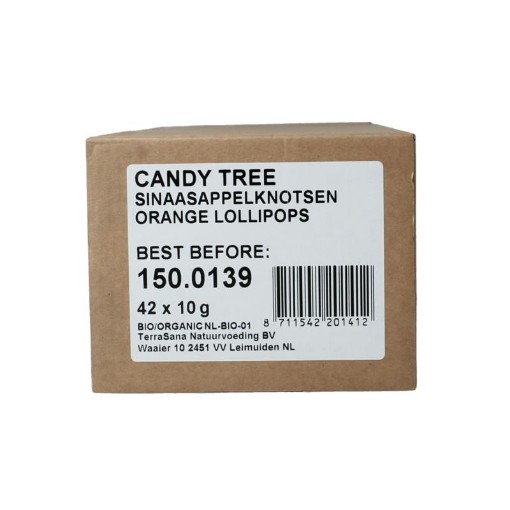 CANDY TREE
SINAASAPPELKNOTSEN
ORANGE LOLLIPOPS
BEST BEFORE:
150.0139
42 x 10 g
8 711542 201412
BIO/ORGANIC NL-BIO-01
TerraSana Natuurvoeding BV
Waaier 10 2451 VV Leimuiden NL